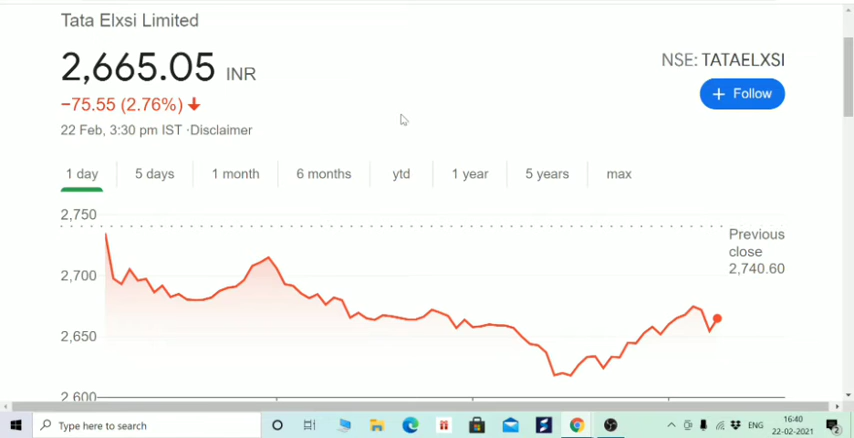 Tata Elxsi Limited
2,665.05 INR
NSE: TATAELXSI
−75.55 (2.76%)
+ Follow
22 Feb, 3:30 pm IST ·Disclaimer
1 day 5 days 1 month 6 months ytd 1 year 5 years max
2,750
Previous
close
2,740.60
2,700
2,650
2,600
Type here to search
ENG
16:40
22-02-2021
2